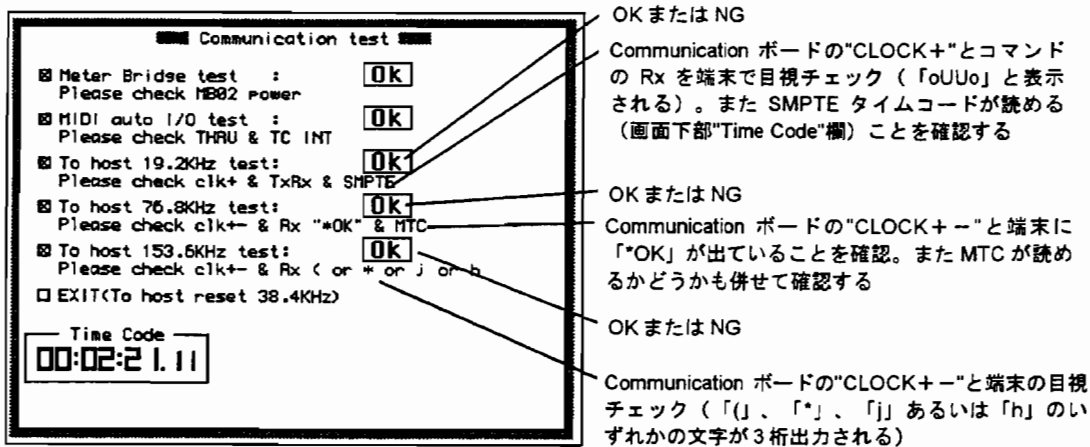 Communication test
Meter Bridge test :
Ok
Please check MB02 power
MIDI auto I/O test :
Ok
Please check THRU & TC INT
To host 19.2KHz test:
Ok
Please check clk+ & TxRx & SMPTE
To host 76.8KHz test:
Ok
Please check clk+- & Rx "*OK" & MTC
To host 153.6KHz test:
Ok
Please check clk+- & Rx ( or * or j or h
EXIT(To host reset 38.4KHz)
Time Code
00:02:21.11
OK または NG
Communication ボードの"CLOCK+"とコマンド
の Rx を端末で目視チェック(「oUUo」と表示
される)。また SMPTE タイムコードが読める
(画面下部"Time Code"欄)ことを確認する
OK または NG
Communication ボードの"CLOCK+-"と端末に
「*OK」が出ていることを確認。また MTC が読め
るかどうかも併せて確認する
OK または NG
Communication ボードの"CLOCK+-"と端末の目視
チェック(「(」、「*」、「j」あるいは「h」のい
ずれかの文字が3桁出力される)